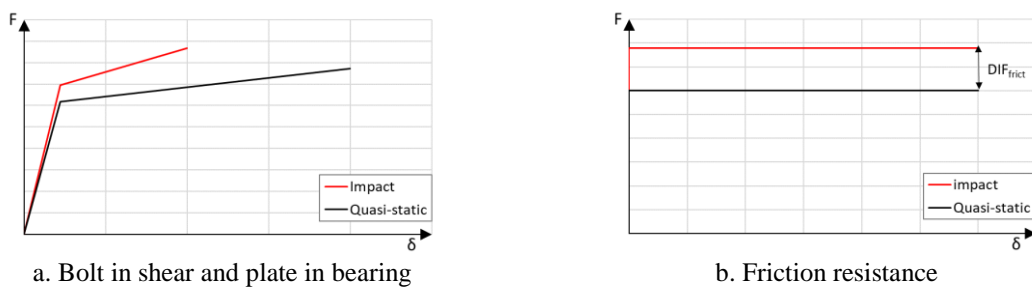 F
Impact
Quasi-static
δ
a. Bolt in shear and plate in bearing
F
DIFfrict
impact
Quasi-static
δ
b. Friction resistance